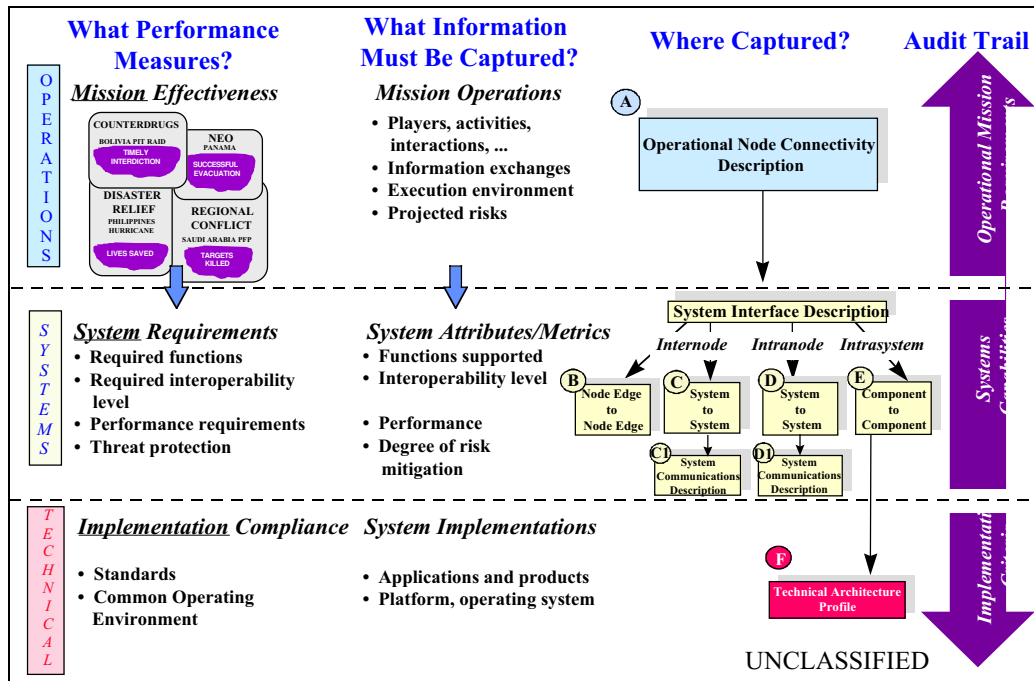 What Performance
Measures?
What Information
Must Be Captured?
Where Captured?
Audit Trail
OPERATIONS
Mission Effectiveness
COUNTERDRUGS
BOLIVIA PIT RAID
TIMELY
INTERDICTION
NEO
PANAMA
SUCCESSFUL
EVACUATION
DISASTER
RELIEF
PHILIPPINES
HURRICANE
LIVES SAVED
REGIONAL
CONFLICT
SAUDI ARABIA PFP
TARGETS
KILLED
Mission Operations
• Players, activities,
interactions, ...
• Information exchanges
• Execution environment
• Projected risks
A
Operational Node Connectivity
Description
Operational Mission
SYSTEMS
System Requirements
• Required functions
• Required interoperability
level
• Performance requirements
• Threat protection
System Attributes/Metrics
• Functions supported
• Interoperability level
• Performance
• Degree of risk
mitigation
System Interface Description
Internode
Intranode
Intrasystem
B
Node Edge
to
Node Edge
C
System
to
System
D
System
to
System
E
Component
to
Component
C1
System
Communications
Description
D1
System
Communications
Description
Systems
TECHNICAL
Implementation Compliance
• Standards
• Common Operating
Environment
System Implementations
• Applications and products
• Platform, operating system
F
Technical Architecture
Profile
UNCLASSIFIED